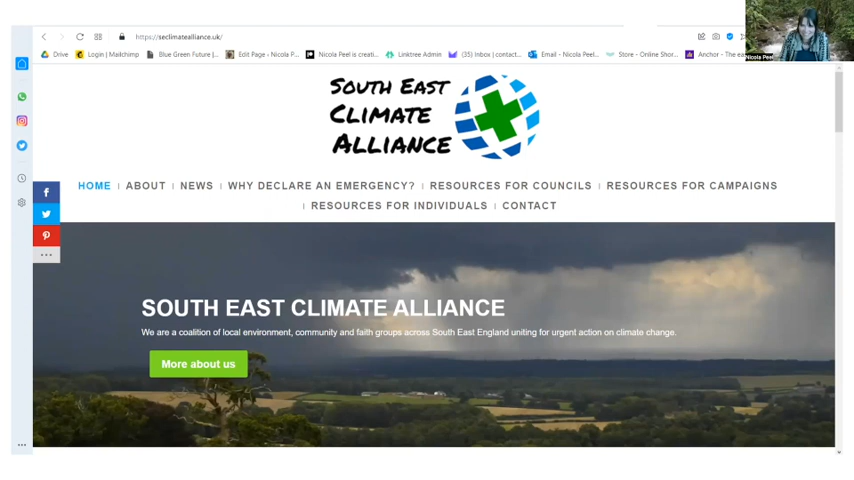 https://seclimatealliance.uk/
Drive
Login | Mailchimp
Blue Green Future |...
Edit Page - Nicola P...
Nicola Peel is creati...
Linktree Admin
(35) Inbox | contact...
Email - Nicola Peel...
Store - Online Shor...
Anchor - The ea
Nicola Peel
SOUTH EAST
CLIMATE
ALLIANCE
HOME | ABOUT | NEWS | WHY DECLARE AN EMERGENCY? | RESOURCES FOR COUNCILS | RESOURCES FOR CAMPAIGNS
| RESOURCES FOR INDIVIDUALS | CONTACT
SOUTH EAST CLIMATE ALLIANCE
We are a coalition of local environment, community and faith groups across South East England uniting for urgent action on climate change.
More about us